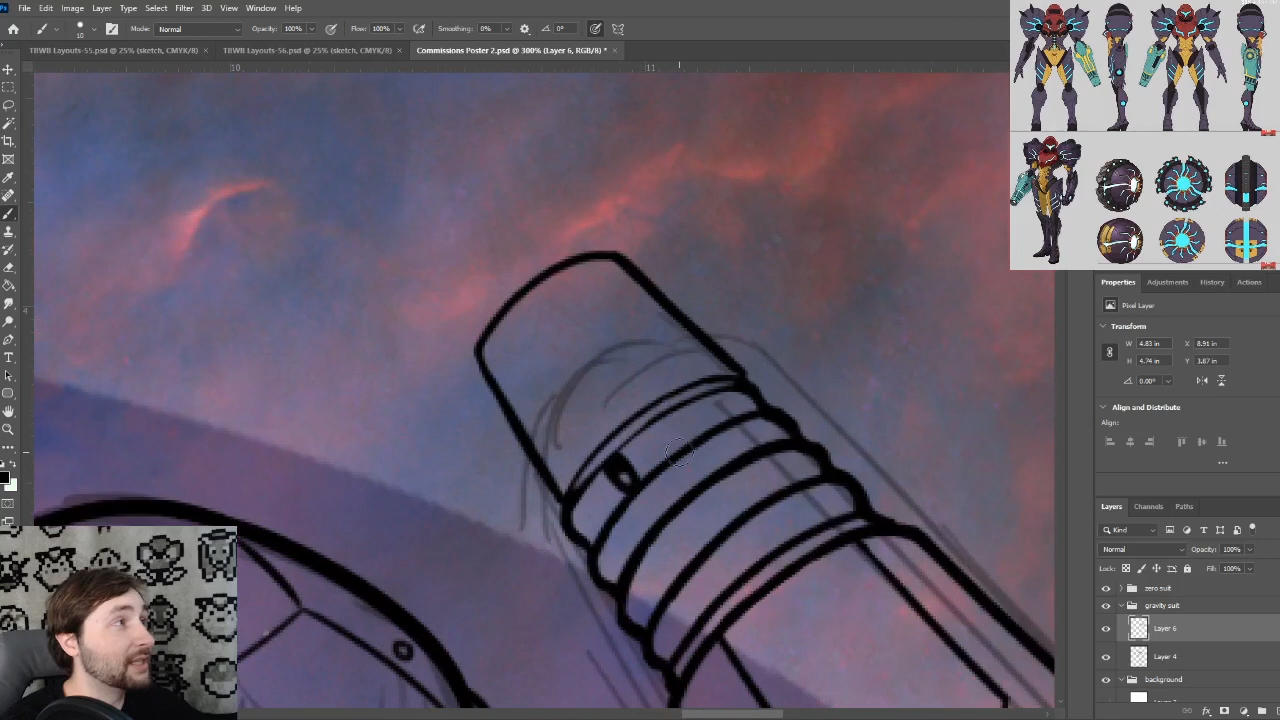 File Edit Image Layer Type Select Filter 3D View Window Help
Mode: Normal Opacity: 100% Flow: 100% Smoothing: 0% 0°
10
TBWB Layouts-55.psd @ 25% (sketch, CMYK/8) × TBWB Layouts-56.psd @ 25% (sketch, CMYK/8) × Commissions Poster 2.psd @ 300% (Layer 6, RGB/8) * ×
10 11
4
Properties Adjustments History Actions
Pixel Layer
Transform
W 4.83 in X 8.91 in
H 4.74 in Y 3.87 in
0.00°
Align and Distribute
Align:
...
Layers Channels Paths
Kind
Normal Opacity: 100%
Lock: Fill: 100%
zero suit
gravity suit
Layer 6
Layer 4
background
fx